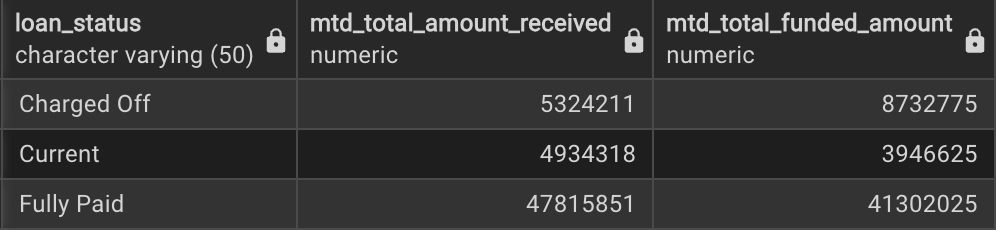 loan_status mtd_total_amount_received mtd_total_funded_amount
character varying (50) numeric numeric
Charged Off 5324211 8732775
Current 4934318 3946625
Fully Paid 47815851 41302025